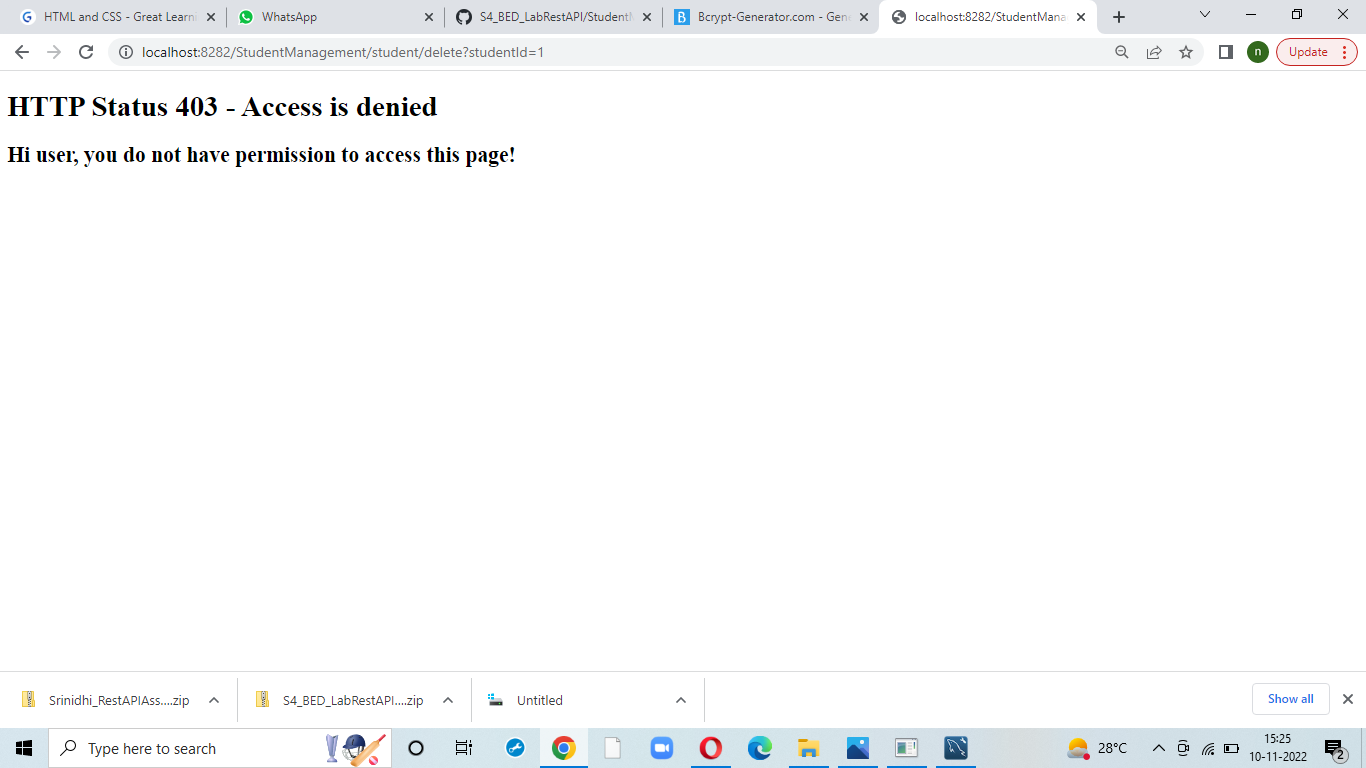 HTML and CSS - Great Learni
WhatsApp
S4_BED_LabRestAPI/StudentM
Bcrypt-Generator.com - Gene
localhost:8282/StudentMana
localhost:8282/StudentManagement/student/delete?studentId=1
n
Update
HTTP Status 403 - Access is denied
Hi user, you do not have permission to access this page!
Srinidhi_RestAPIAss....zip
S4_BED_LabRestAPI....zip
Untitled
Show all
Type here to search
28°C
15:25
10-11-2022
2